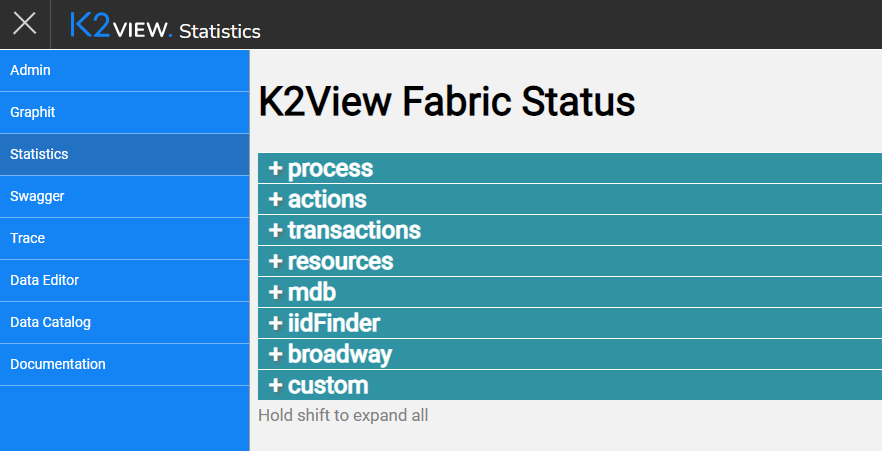 K2VIEW. Statistics
Admin
Graphit
Statistics
Swagger
Trace
Data Editor
Data Catalog
Documentation
K2View Fabric Status
+ process
+ actions
+ transactions
+ resources
+ mdb
+ iidFinder
+ broadway
+ custom
Hold shift to expand all